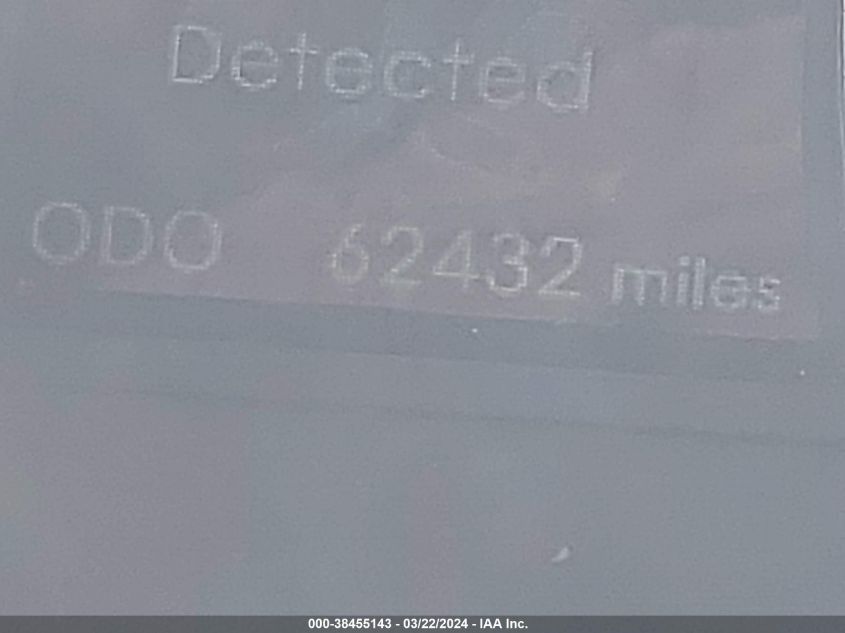 Detected
ODO 62432 miles
000-38455143 - 03/22/2024 - IAA Inc.